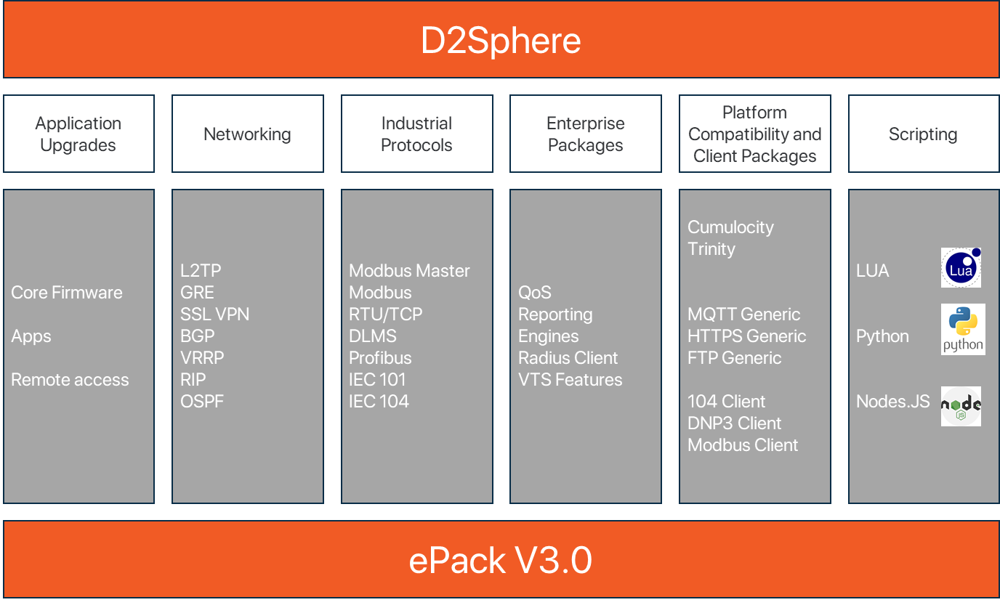 D2Sphere
Application
Upgrades
Networking
Industrial
Protocols
Enterprise
Packages
Platform
Compatibility and
Client Packages
Scripting
Core Firmware
Apps
Remote access
L2TP
GRE
SSL VPN
BGP
VRRP
RIP
OSPF
Modbus Master
Modbus
RTU/TCP
DLMS
Profibus
IEC 101
IEC 104
QoS
Reporting
Engines
Radius Client
VTS Features
Cumulocity
Trinity
MQTT Generic
HTTPS Generic
FTP Generic
104 Client
DNP3 Client
Modbus Client
LUA
Lua
Python
python
Nodes.JS
node
JS
ePack V3.0